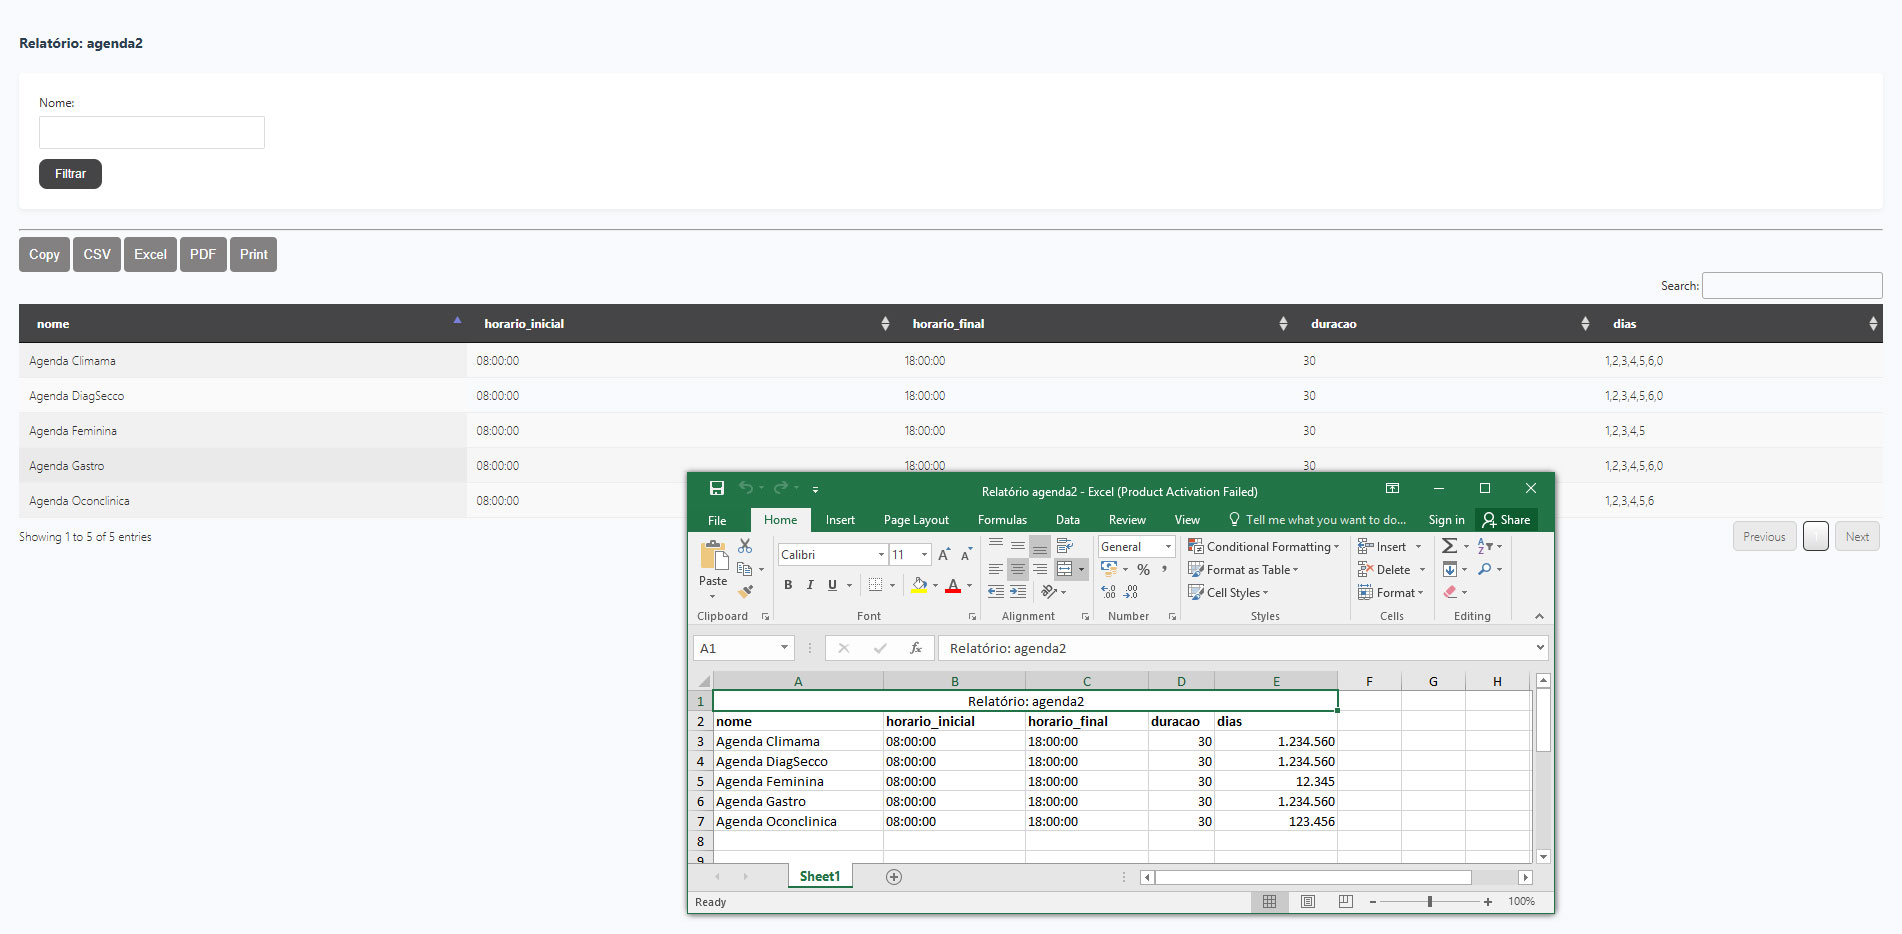 Relatório: agenda2
Nome:
Filtrar
Copy CSV Excel PDF Print
Search:
nome horario_inicial horario_final duracao dias
Agenda Climama 08:00:00 18:00:00 30 1,2,3,4,5,6,0
Agenda DiagSecco 08:00:00 18:00:00 30 1,2,3,4,5,6,0
Agenda Feminina 08:00:00 18:00:00 30 1,2,3,4,5
Agenda Gastro 08:00:00 18:00:00 30 1,2,3,4,5,6,0
Agenda Oconclinica 08:00:00 1,2,3,4,5,6
Showing 1 to 5 of 5 entries
Previous 1 Next
Relatório agenda2 - Excel (Product Activation Failed)
File Home Insert Page Layout Formulas Data Review View Tell me what you want to do... Sign in Share
Calibri 11 General Conditional Formatting Insert
Paste Format as Table Delete
B I U A % Cell Styles Format
Clipboard Font Alignment Number Styles Cells Editing
A1 fx Relatório: agenda2
A B C D E F G H
1 Relatório: agenda2
2 nome horario_inicial horario_final duracao dias
3 Agenda Climama 08:00:00 18:00:00 30 1.234.560
4 Agenda DiagSecco 08:00:00 18:00:00 30 1.234.560
5 Agenda Feminina 08:00:00 18:00:00 30 12.345
6 Agenda Gastro 08:00:00 18:00:00 30 1.234.560
7 Agenda Oconclinica 08:00:00 18:00:00 30 123.456
8
9
Sheet1
Ready 100%